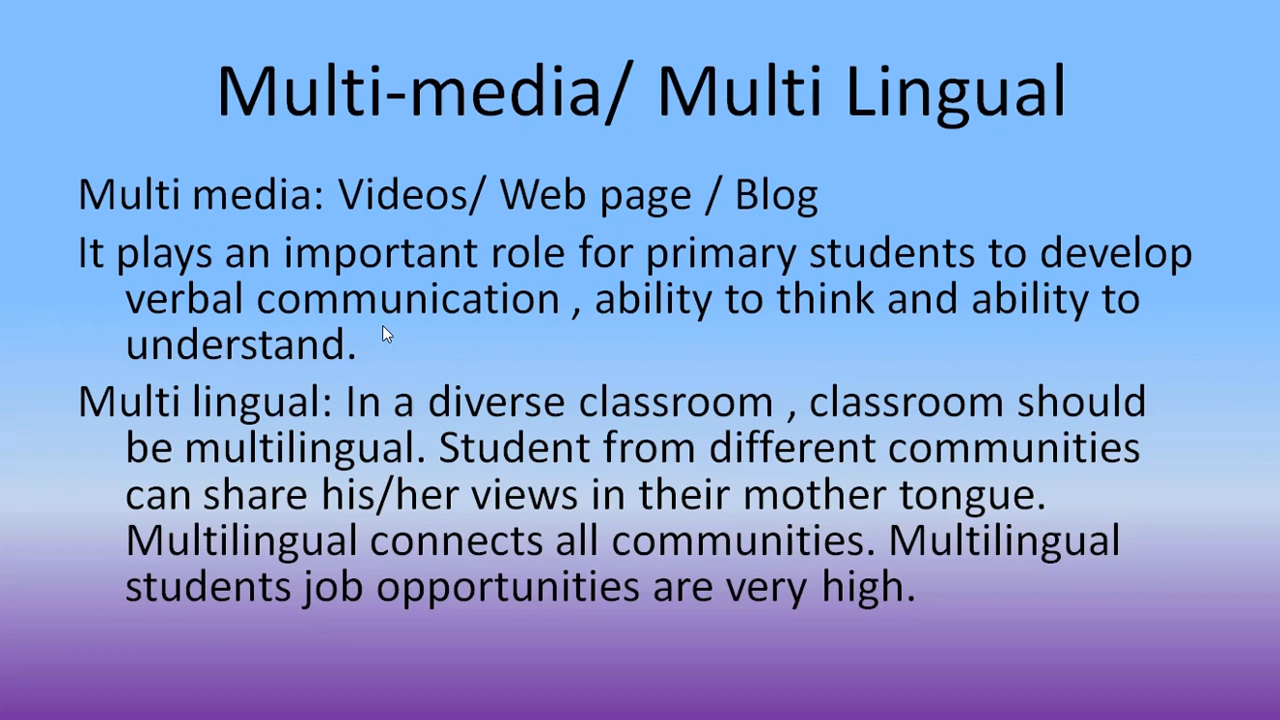 Multi-media/ Multi Lingual
Multi media: Videos/ Web page / Blog
It plays an important role for primary students to develop
verbal communication , ability to think and ability to
understand.
Multi lingual: In a diverse classroom , classroom should
be multilingual. Student from different communities
can share his/her views in their mother tongue.
Multilingual connects all communities. Multilingual
students job opportunities are very high.